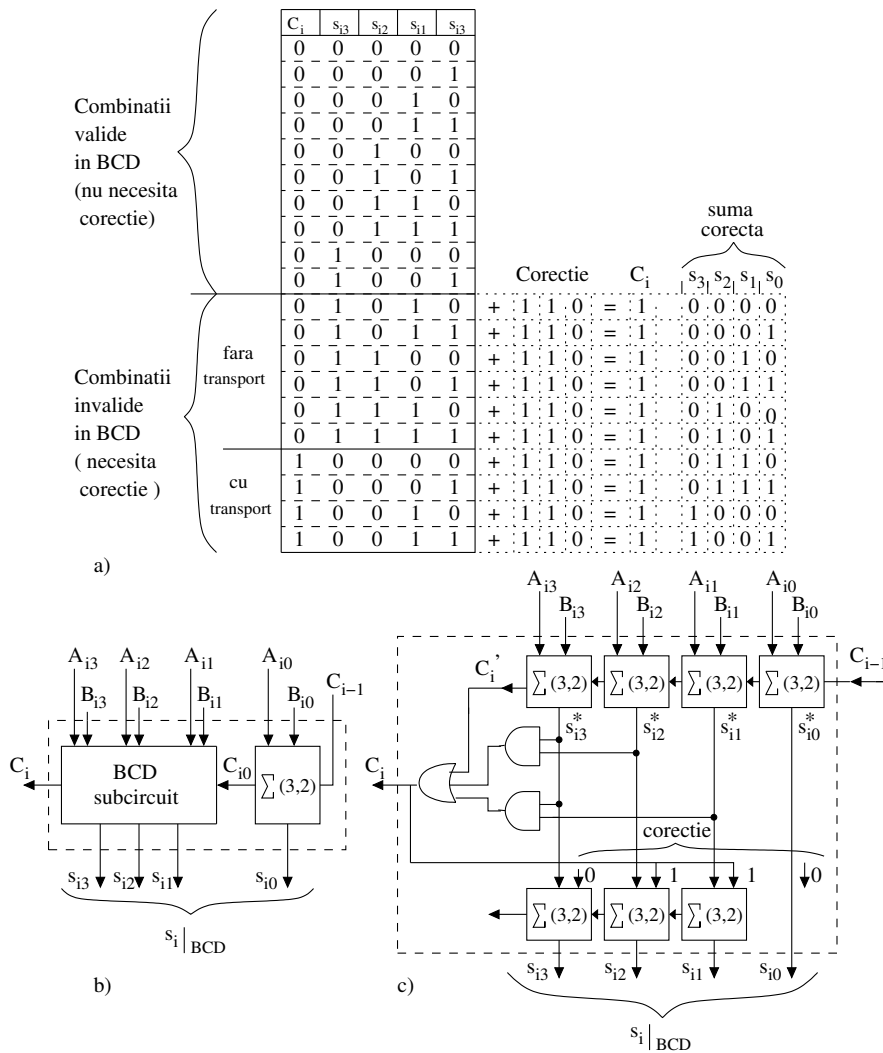 C_i s_i3 s_i2 s_i1 s_i3
0 0 0 0 0
0 0 0 0 1
0 0 0 1 0
0 0 0 1 1
0 0 1 0 0
0 0 1 0 1
0 0 1 1 0
0 0 1 1 1
0 1 0 0 0
0 1 0 0 1
Combinatii
valide
in BCD
(nu necesita
corectie)
suma
corecta
Corectie C_i s_3 s_2 s_1 s_0
0 1 0 1 0 + 1 1 0 = 1 0 0 0 0
0 1 0 1 1 + 1 1 0 = 1 0 0 0 1
0 1 1 0 0 + 1 1 0 = 1 0 0 1 0
0 1 1 0 1 + 1 1 0 = 1 0 0 1 1
0 1 1 1 0 + 1 1 0 = 1 0 1 0 0
0 1 1 1 1 + 1 1 0 = 1 0 1 0 1
1 0 0 0 0 + 1 1 0 = 1 0 1 1 0
1 0 0 0 1 + 1 1 0 = 1 0 1 1 1
1 0 0 1 0 + 1 1 0 = 1 1 0 0 0
1 0 0 1 1 + 1 1 0 = 1 1 0 0 1
Combinatii
invalide
in BCD
( necesita
corectie )
fara
transport
cu
transport
a)
A_i3 A_i2 A_i1 A_i0
B_i3 B_i2 B_i1 B_i0
C_i-1
C_i
BCD
subcircuit
C_i0
∑(3,2)
s_i3 s_i2 s_i1 s_i0
s_i|BCD
b)
A_i3 A_i2 A_i1 A_i0
B_i3 B_i2 B_i1 B_i0
C_i' ∑(3,2) ∑(3,2) ∑(3,2) ∑(3,2) C_i-1
s*_i3 s*_i2 s*_i1 s*_i0
C_i
corectie
0 1 1 0
∑(3,2) ∑(3,2) ∑(3,2)
s_i3 s_i2 s_i1 s_i0
s_i|BCD
c)